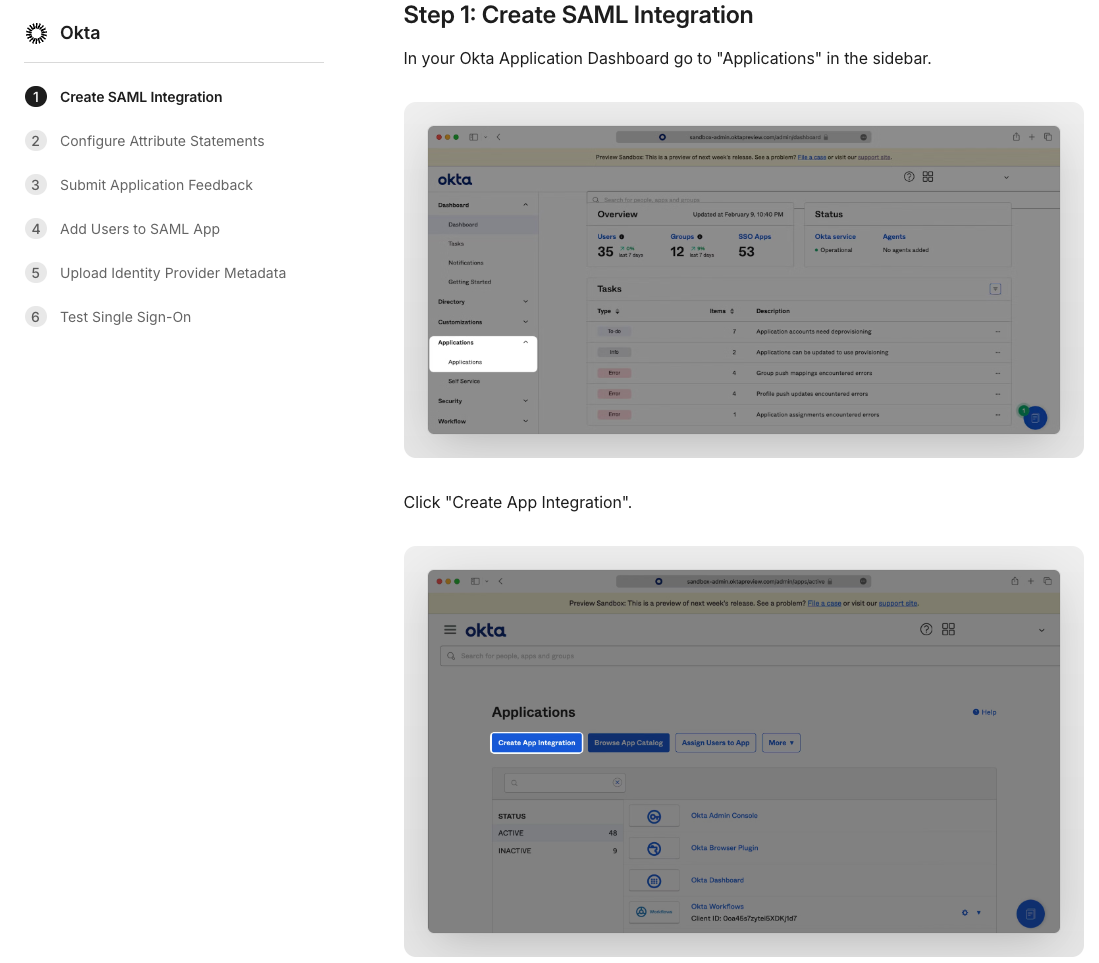 Okta
1 Create SAML Integration
2 Configure Attribute Statements
3 Submit Application Feedback
4 Add Users to SAML App
5 Upload Identity Provider Metadata
6 Test Single Sign-On
Step 1: Create SAML Integration
In your Okta Application Dashboard go to "Applications" in the sidebar.
sandbox-admin.oktapreview.com/admin/dashboard
Preview Sandbox: This is a preview of next week's release. See a problem? File a case or visit our support site.
okta
Search for people, apps and groups
Dashboard
Dashboard
Tasks
Notifications
Getting Started
Directory
Customizations
Applications
Applications
Self Service
Security
Workflow
Overview Updated at February 9, 10:40 PM
Users Groups SSO Apps
35 0% last 7 days 12 9% last 7 days 53
Status
Okta service Agents
Operational No agents added
Tasks
Type Items Description
To-do 7 Application accounts need deprovisioning
Info 2 Applications can be updated to use provisioning
Error 4 Group push mappings encountered errors
Error 4 Profile push updates encountered errors
Error 1 Application assignments encountered errors
1
Click "Create App Integration".
sandbox-admin.oktapreview.com/admin/apps/active
Preview Sandbox: This is a preview of next week's release. See a problem? File a case or visit our support site.
okta
Search for people, apps and groups
Applications
Help
Create App Integration Browse App Catalog Assign Users to App More
STATUS
ACTIVE 48
INACTIVE 9
Okta Admin Console
Okta Browser Plugin
Okta Dashboard
Workflows
Okta Workflows
Client ID: